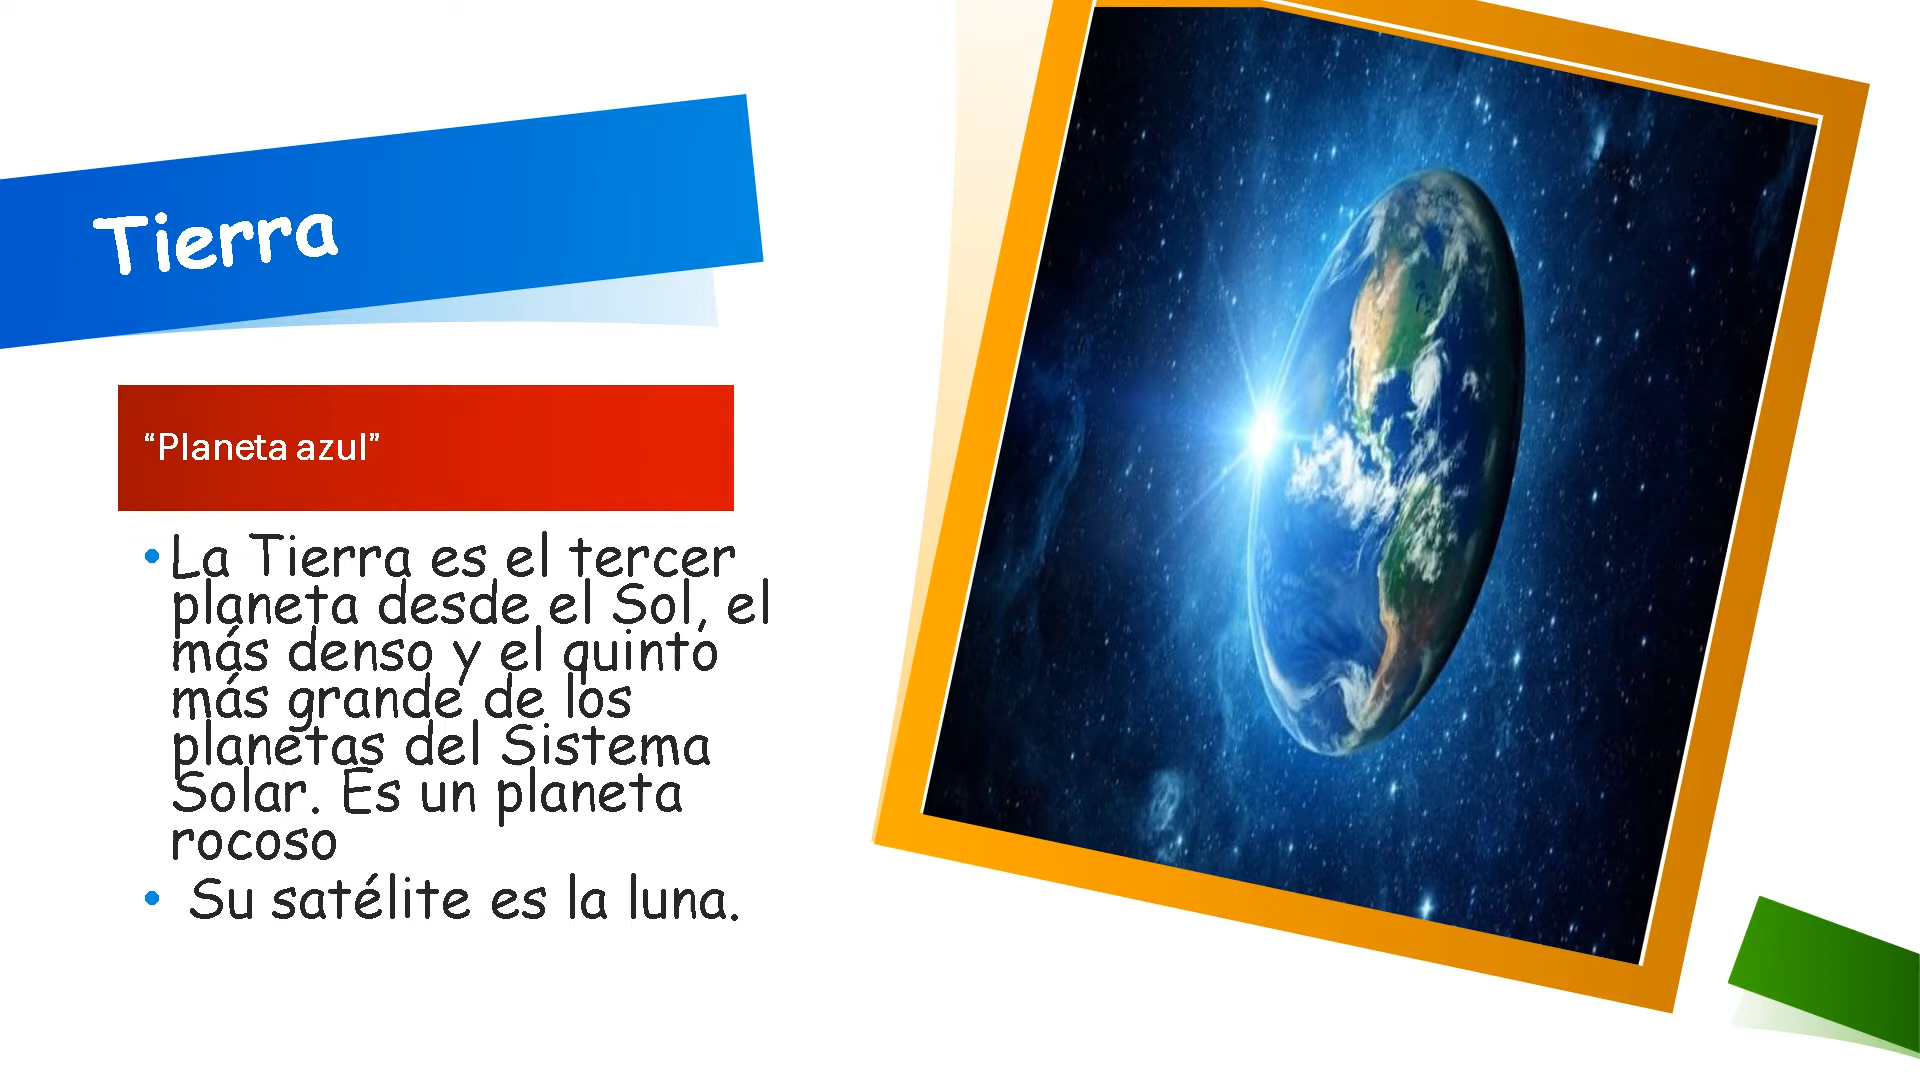 Tierra
“Planeta azul”
• La Tierra es el tercer
planeta desde el Sol, el
más denso y el quinto
más grande de los
planetas del Sistema
Solar. Es un planeta
rocoso
• Su satélite es la luna.